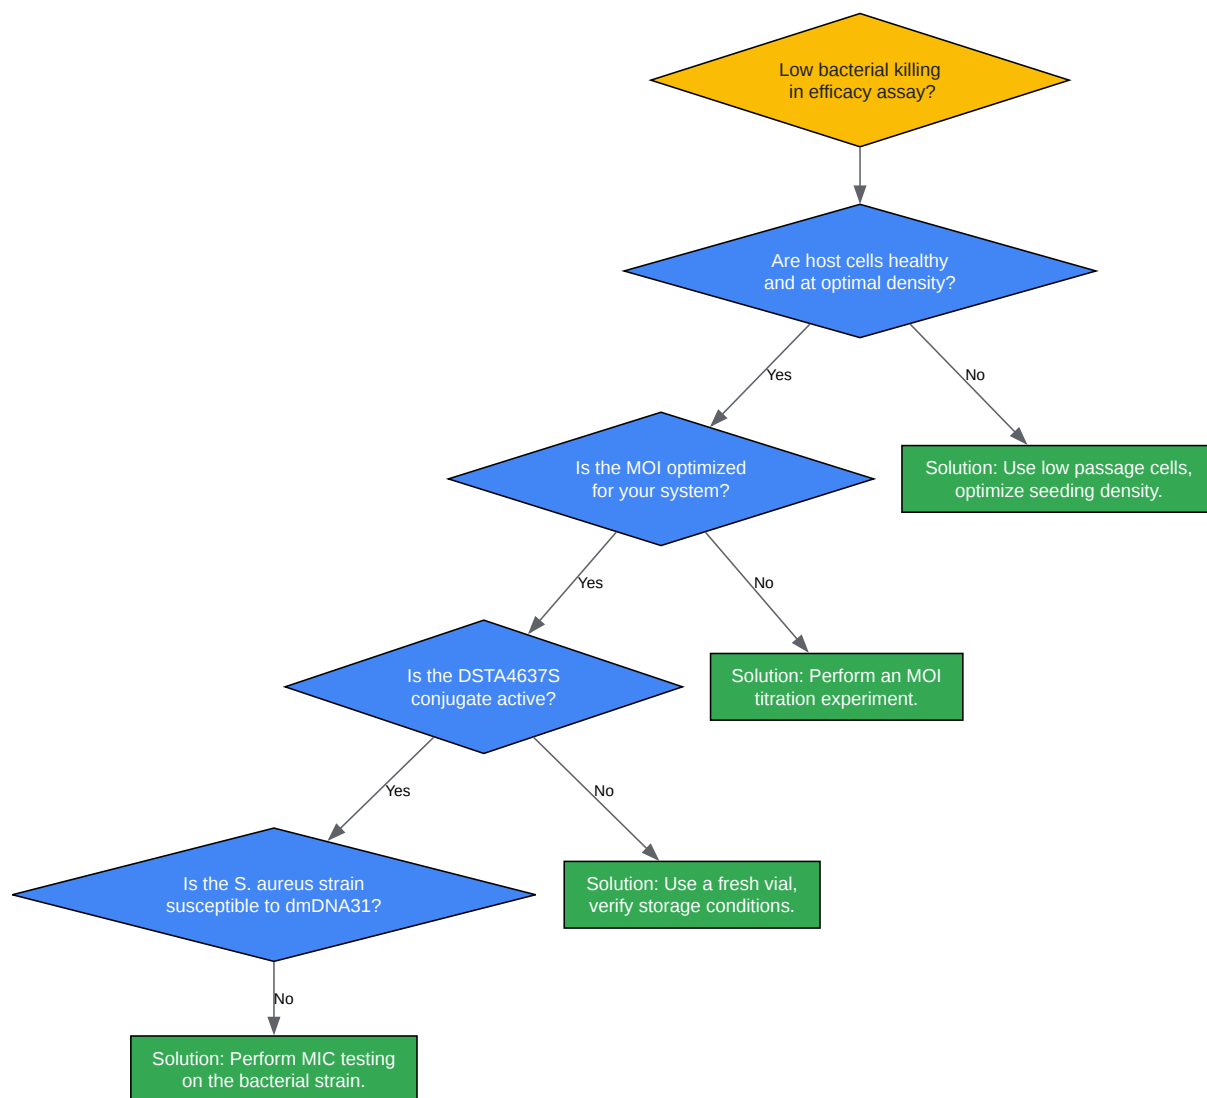 Low bacterial killing
in efficacy assay?
Are host cells healthy
and at optimal density?
Yes
No
Is the MOI optimized
for your system?
Solution: Use low passage cells,
optimize seeding density.
Yes
No
Is the DSTA4637S
conjugate active?
Solution: Perform an MOI
titration experiment.
Yes
No
Is the S. aureus strain
susceptible to dmDNA31?
Solution: Use a fresh vial,
verify storage conditions.
No
Solution: Perform MIC testing
on the bacterial strain.